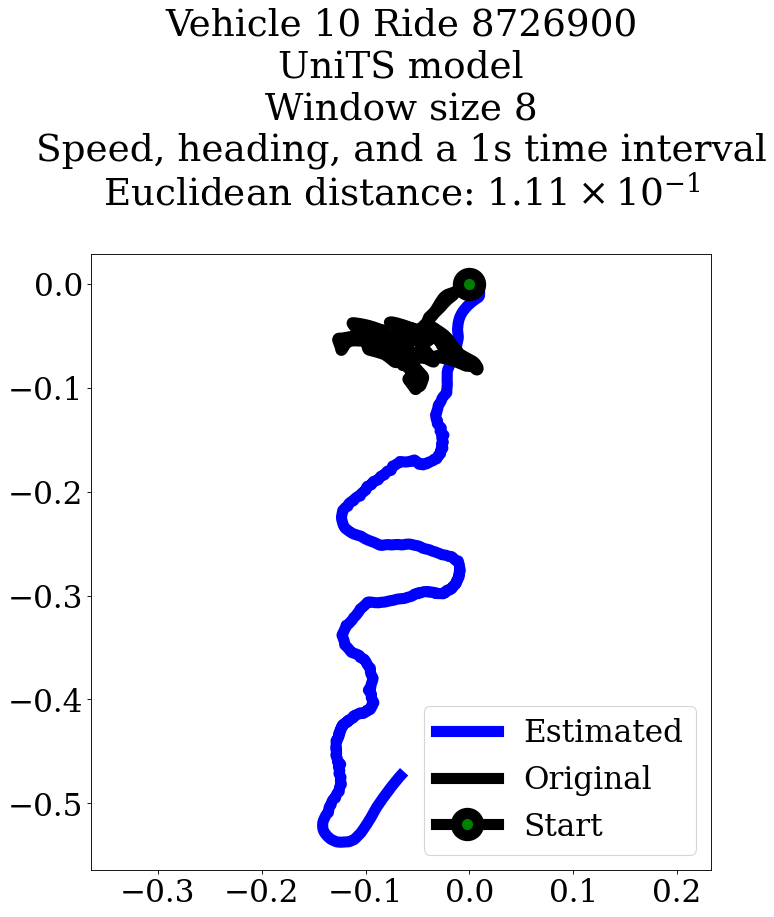 Vehicle 10 Ride 8726900
UniTS model
Window size 8
Speed, heading, and a 1s time interval
Euclidean distance: 1.11 × 10⁻¹
0.0
−0.1
−0.2
−0.3
−0.4
−0.5
Estimated
Original
Start
−0.3 −0.2 −0.1 0.0 0.1 0.2